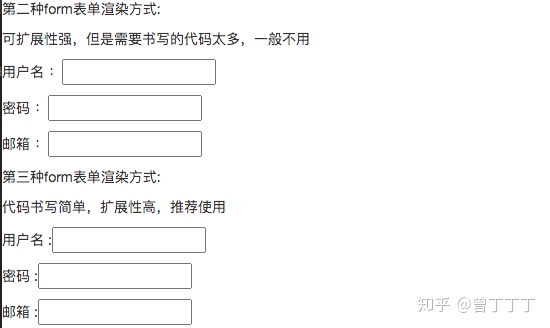 第二种form表单渲染方式:
可扩展性强，但是需要书写的代码太多，一般不用
用户名：
密码：
邮箱：
第三种form表单渲染方式:
代码书写简单，扩展性高，推荐使用
用户名 :
密码 :
邮箱 :
知乎 @曾丁丁丁